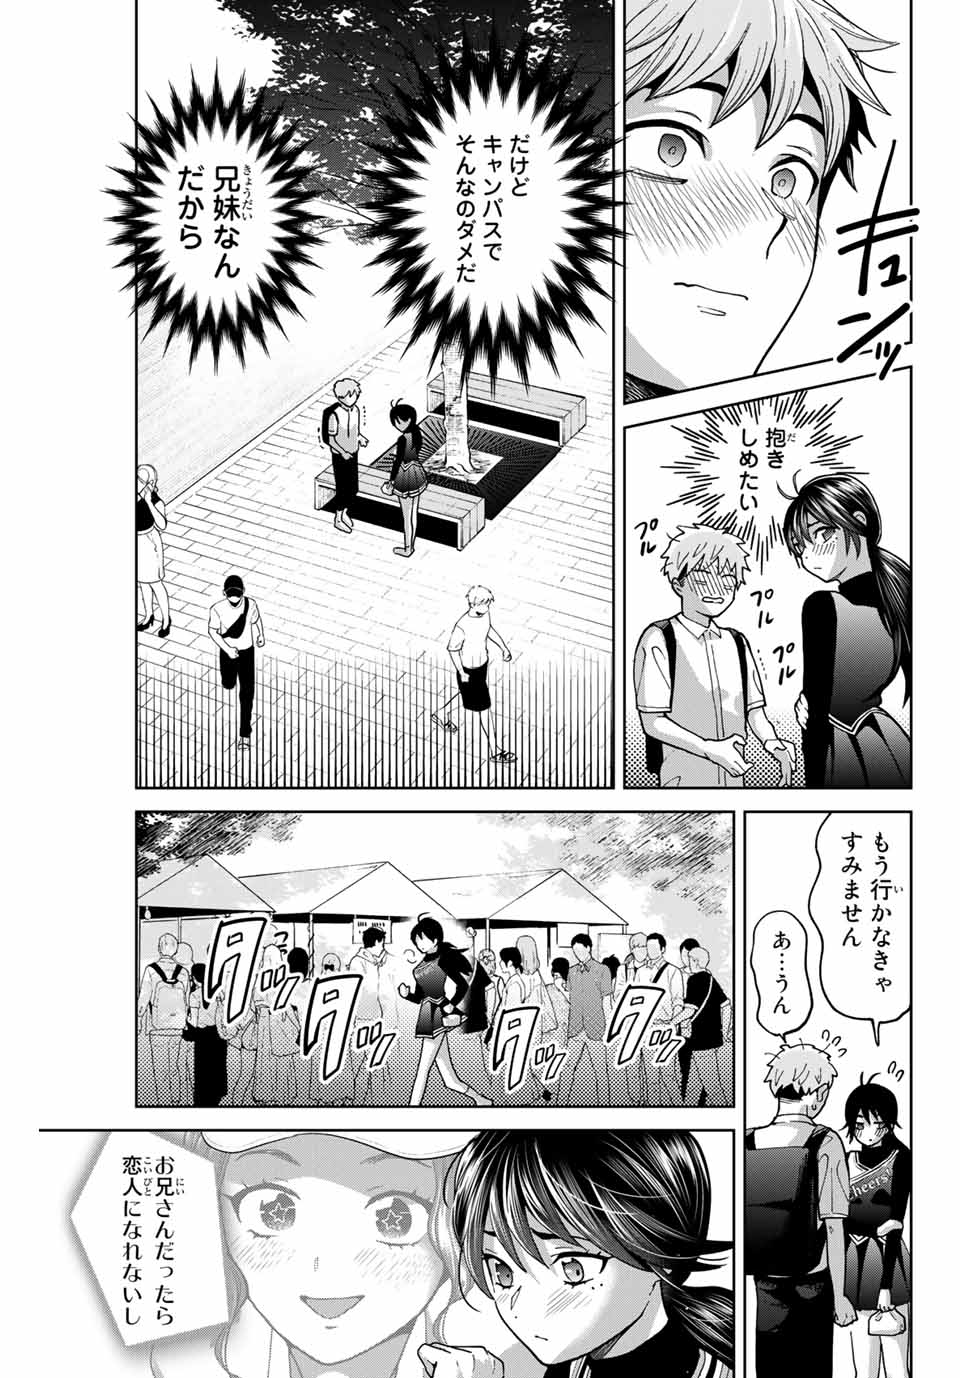 キュンッ
抱き
しめたい
プル
プル
プル
だけど
キャンパスで
そんなのダメだ
兄妹なん
だから
もう行かなきゃ
すみません
あ…うん
Cheers!
タッ
タッ
タッ
タッ
お兄さんだったら
恋人になれないし